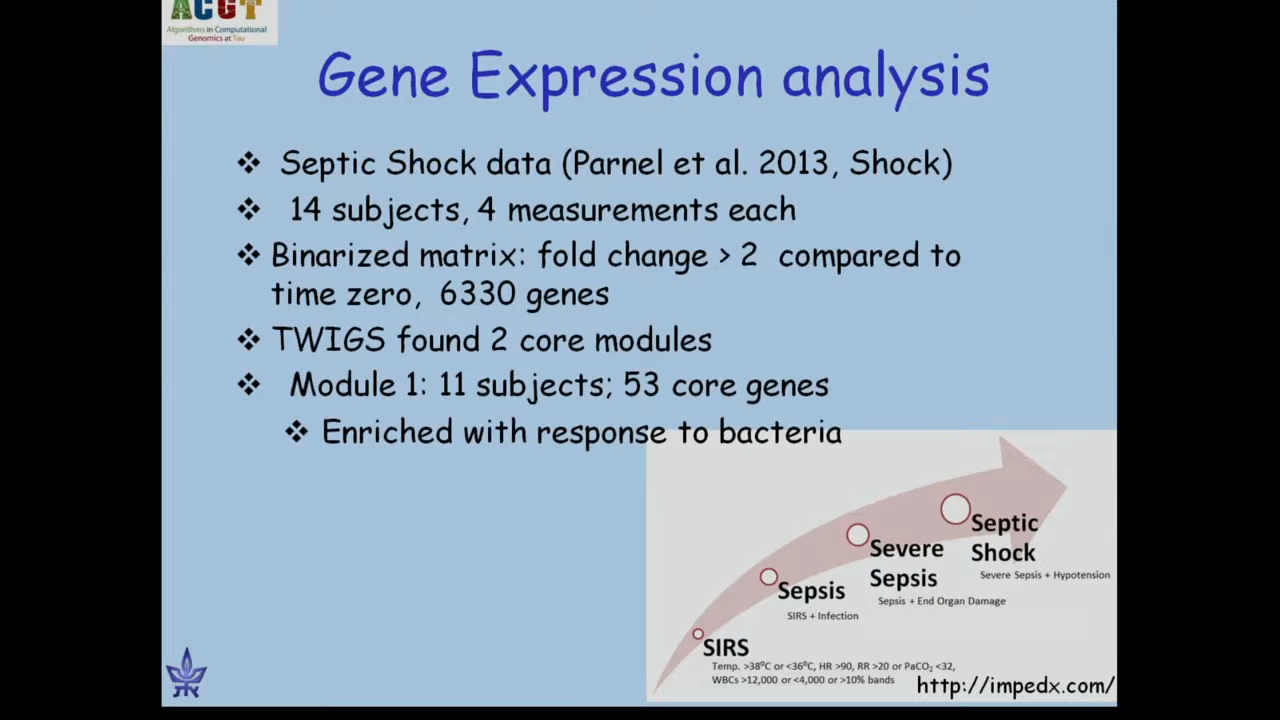 ACGT
Algorithms in Computational
Genomics at Tau
Gene Expression analysis
❖ Septic Shock data (Parnel et al. 2013, Shock)
❖ 14 subjects, 4 measurements each
❖ Binarized matrix: fold change > 2 compared to
time zero, 6330 genes
❖ TWIGS found 2 core modules
❖ Module 1: 11 subjects; 53 core genes
❖ Enriched with response to bacteria
Septic
Shock
Severe Sepsis + Hypotension
Severe
Sepsis
Sepsis + End Organ Damage
Sepsis
SIRS + Infection
SIRS
Temp. >38°C or <36°C, HR >90, RR >20 or PaCO₂ <32,
WBCs >12,000 or <4,000 or >10% bands
http://impedx.com/